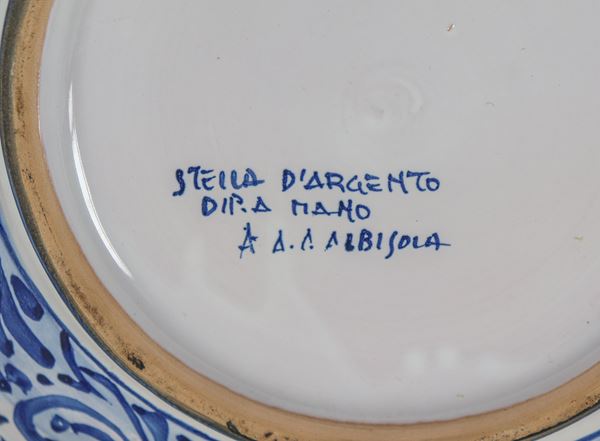 STELLA D'ARGENTO
DIP. A MANO
A A. ALBISOLA